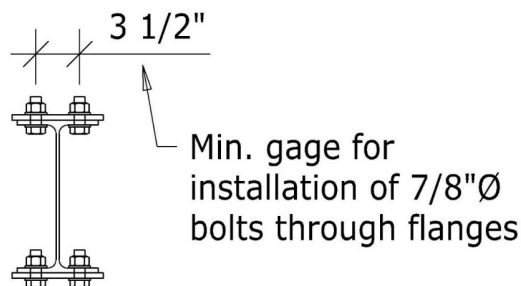 3 1/2"
Min. gage for
installation of 7/8"Ø
bolts through flanges